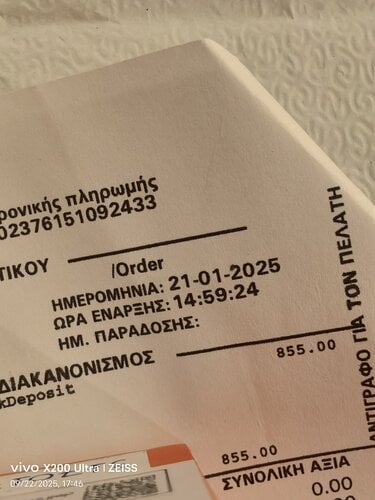 ρονικής πληρωμής
02376151092433
ΤΙΚΟΥ
/Order
ΗΜΕΡΟΜΗΝΙΑ: 21-01-2025
ΩΡΑ ΕΝΑΡΞΗΣ: 14:59:24
ΗΜ. ΠΑΡΑΔΟΣΗΣ:
ΔΙΑΚΑΝΟΝΙΣΜΟΣ
kDeposit
855.00
855.00
ΣΥΝΟΛΙΚΗ ΑΞΙΑ
0.00
0.00
ΑΝΤΙΓΡΑΦΟ ΓΙΑ ΤΟΝ ΠΕΛΑΤΗ
vivo X200 Ultra | ZEISS
09/22/2025, 17:46